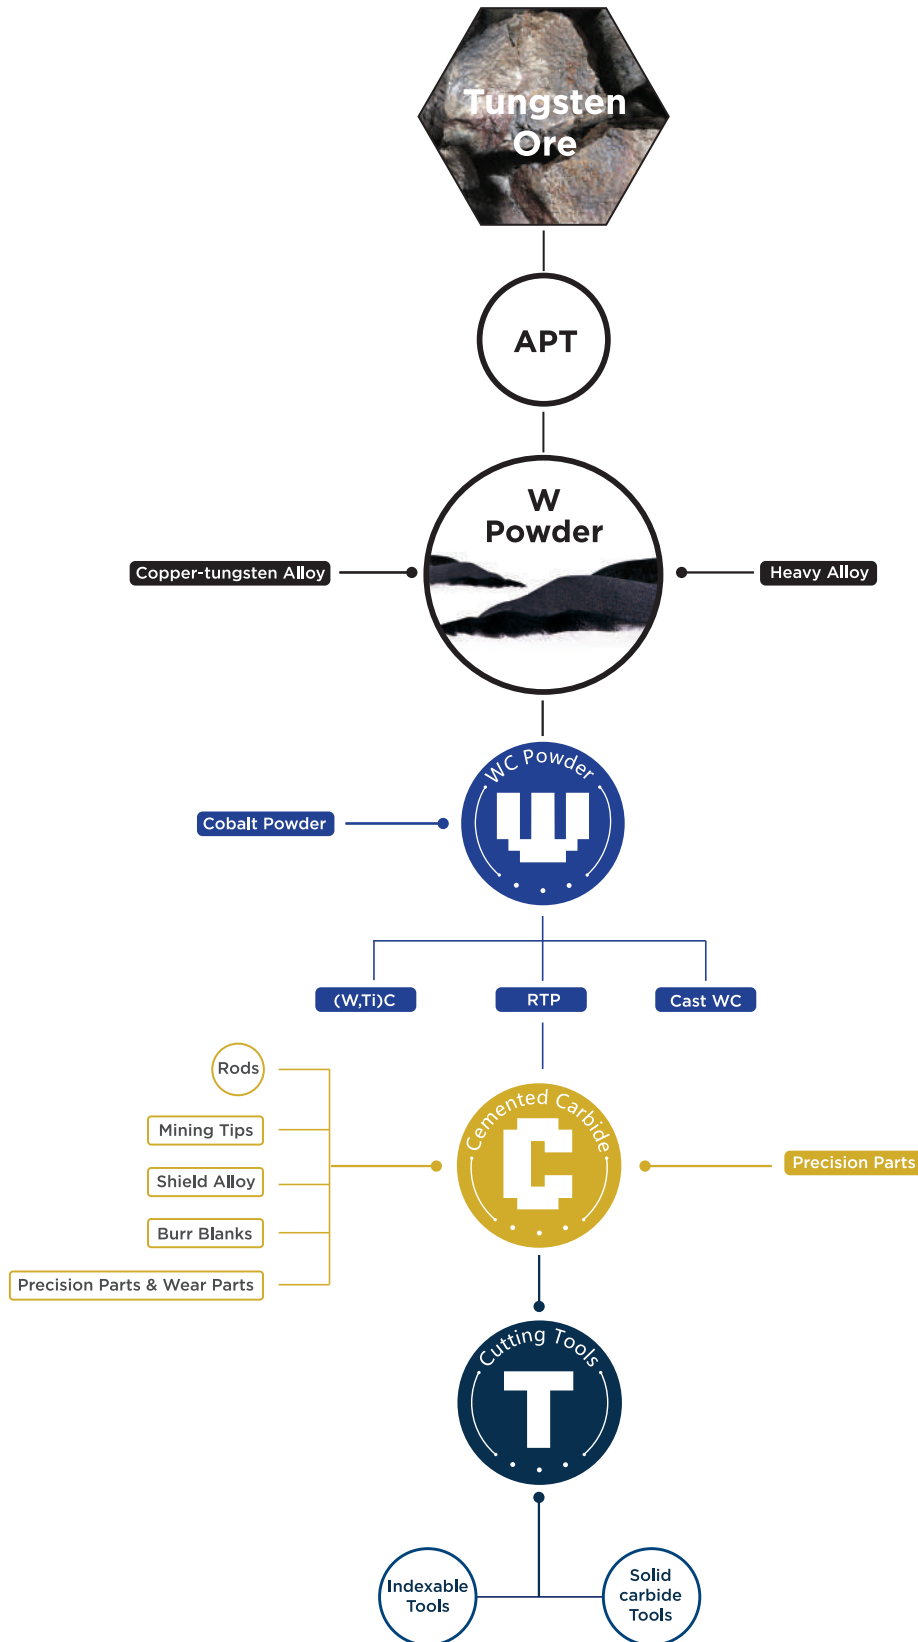 Tungsten
Ore
APT
W
Powder
Copper-tungsten Alloy
Heavy Alloy
WC Powder
W
Cobalt Powder
(W,Ti)C
RTP
Cast WC
Rods
Mining Tips
Shield Alloy
Burr Blanks
Precision Parts & Wear Parts
Cemented Carbide
C
Precision Parts
Cutting Tools
T
Indexable
Tools
Solid
carbide
Tools